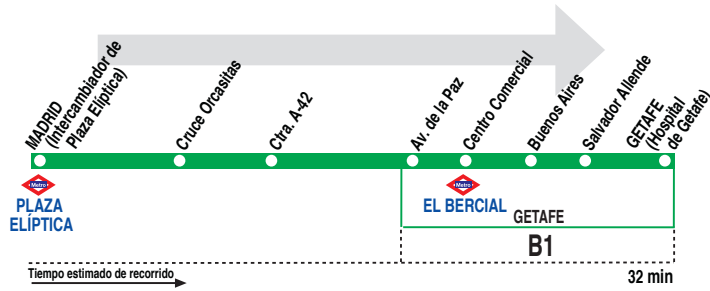 MADRID
(Intercambiador de
Plaza Elíptica)
Cruce Orcasitas
Ctra. A-42
Av. de la Paz
Centro Comercial
Buenos Aires
Salvador Allende
GETAFE
(Hospital
de Getafe)
Metro
PLAZA
ELÍPTICA
Metro
EL BERCIAL
GETAFE
B1
Tiempo estimado de recorrido
32 min